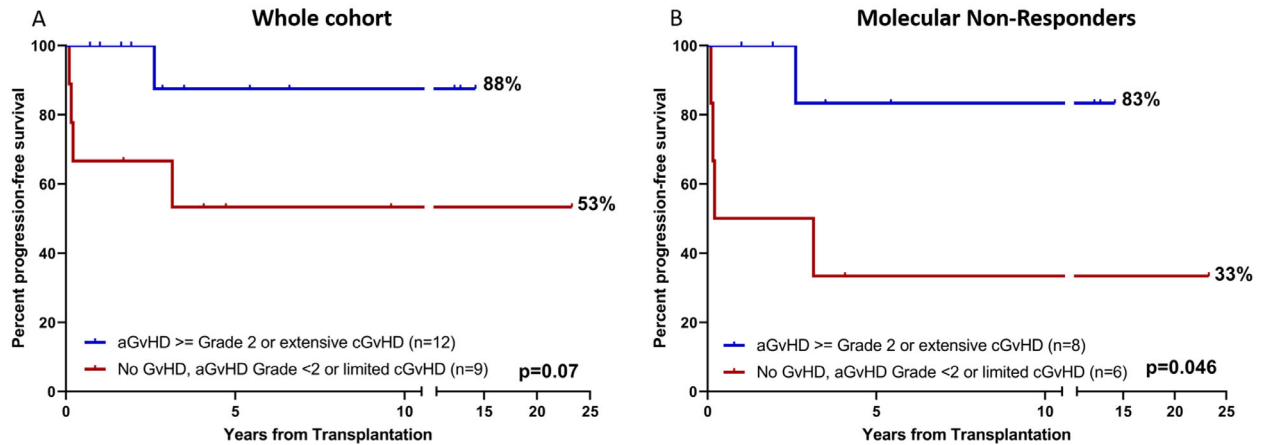 A
Whole cohort
Percent progression-free survival
100
80
60
40
20
0
88%
53%
aGvHD >= Grade 2 or extensive cGvHD (n=12)
No GvHD, aGvHD Grade <2 or limited cGvHD (n=9)
p=0.07
0 5 10 15 20 25
Years from Transplantation
B
Molecular Non-Responders
Percent progression-free survival
100
80
60
40
20
0
83%
33%
aGvHD >= Grade 2 or extensive cGvHD (n=8)
No GvHD, aGvHD Grade <2 or limited cGvHD (n=6)
p=0.046
0 5 10 15 20 25
Years from Transplantation